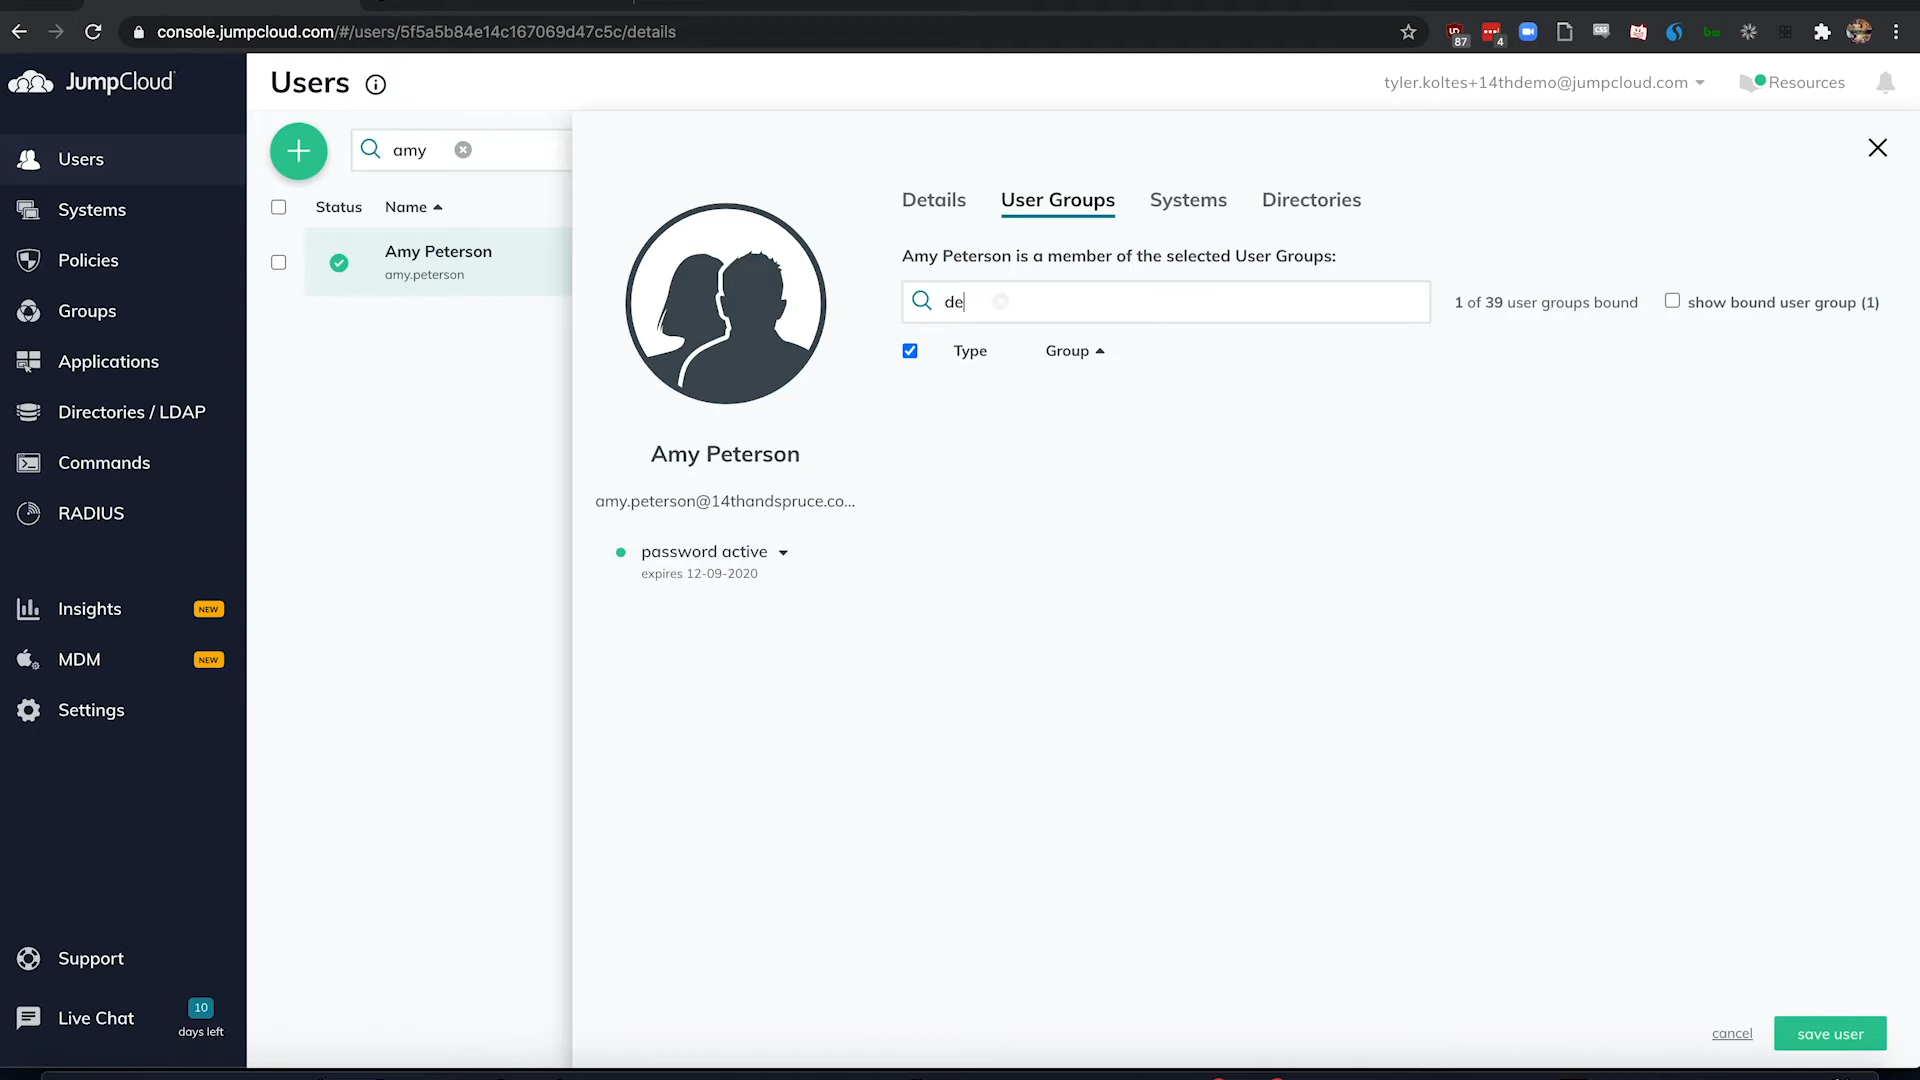 console.jumpcloud.com/#/users/5f5a5b84e14c167069d47c5c/details
87
4
CSS
JumpCloud
Users
tyler.koltes+14thdemo@jumpcloud.com
Resources
Users
Systems
Policies
Groups
Applications
Directories / LDAP
Commands
RADIUS
Insights NEW
MDM NEW
Settings
Support
Live Chat
10
days left
amy
Status Name
Amy Peterson
amy.peterson
Amy Peterson
amy.peterson@14thandspruce.co...
password active
expires 12-09-2020
Details User Groups Systems Directories
Amy Peterson is a member of the selected User Groups:
de
1 of 39 user groups bound
show bound user group (1)
Type Group
cancel
save user